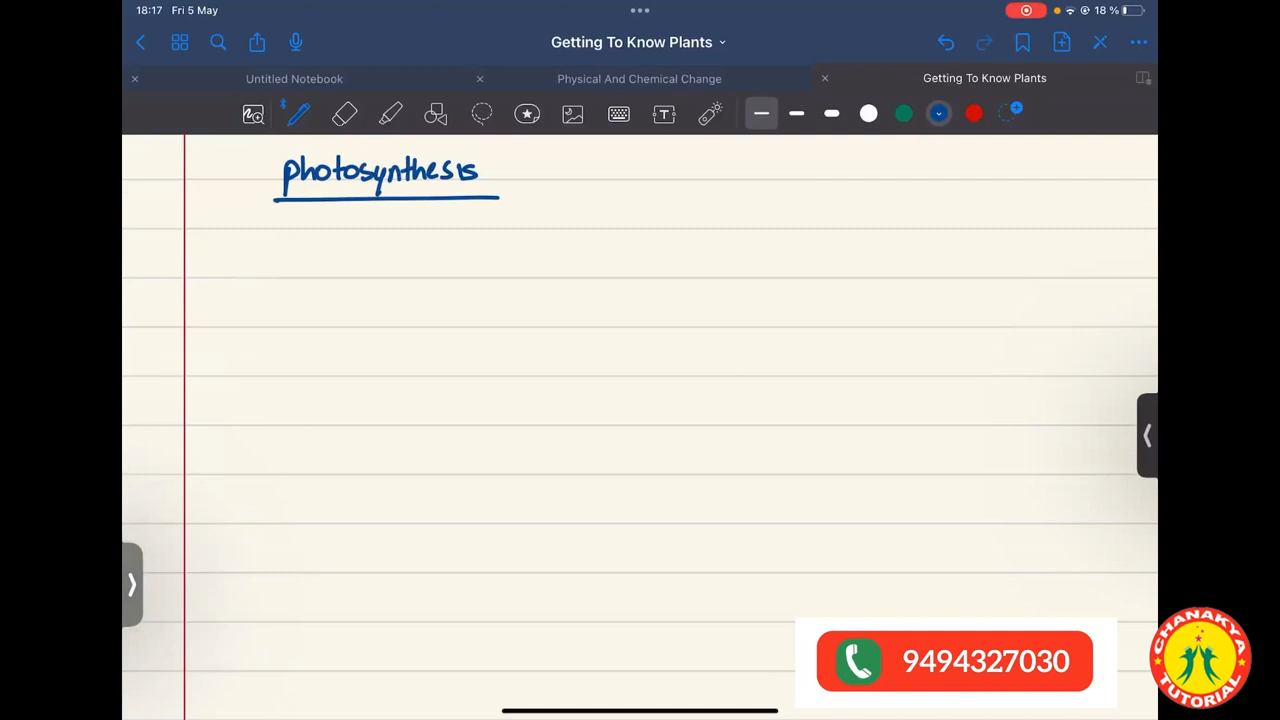 18:17 Fri 5 May
18 %
Getting To Know Plants
Untitled Notebook
Physical And Chemical Change
Getting To Know Plants
photosynthesis
9494327030
CHANAKYA
TUTORIAL